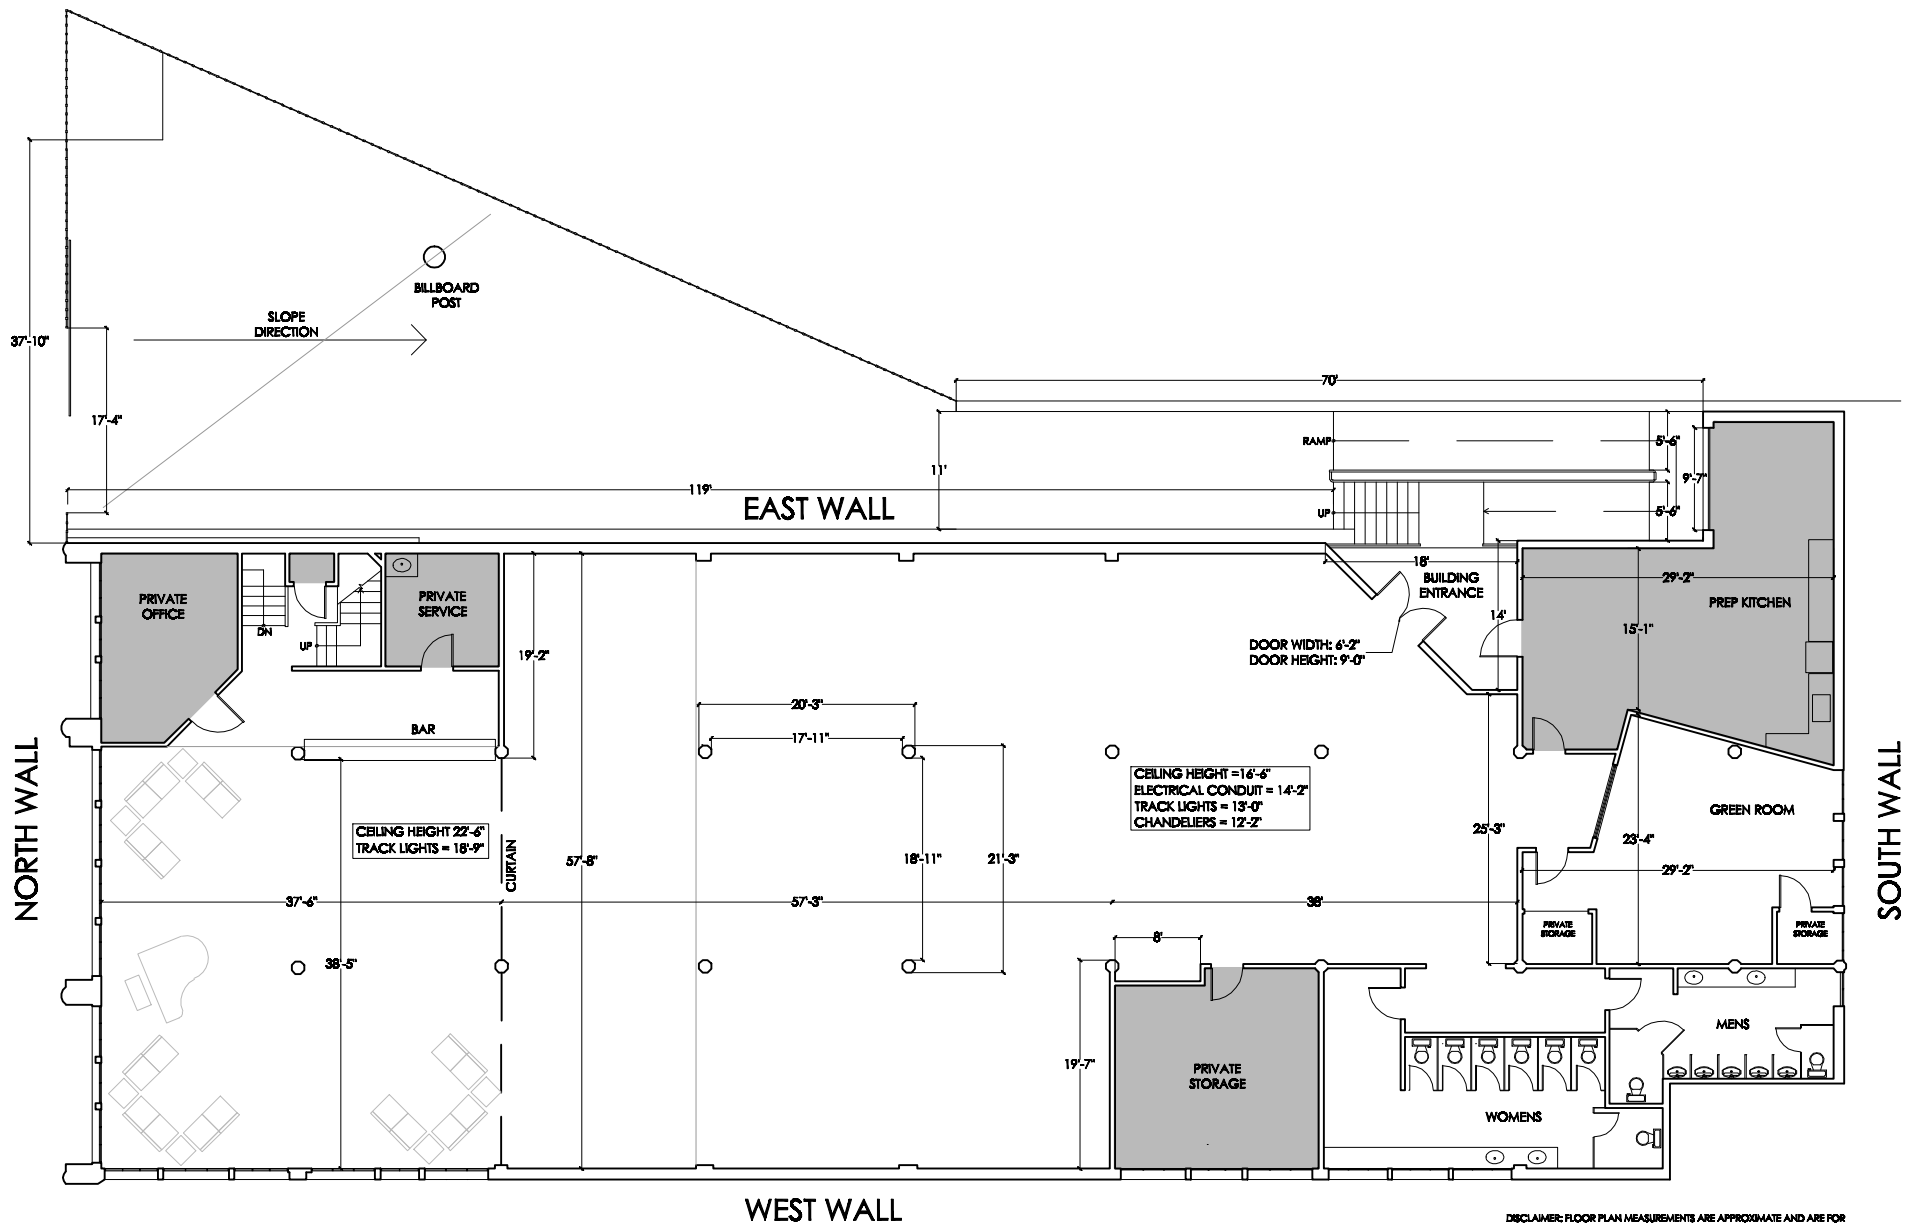 37'-10"
SLOPE
DIRECTION
BILLBOARD
POST
17'-4"
70'
11'
RAMP
5'-6"
9'-7"
119'
EAST WALL
UP
5'-6"
PRIVATE
OFFICE
DN
UP
PRIVATE
SERVICE
19'-2"
18'
BUILDING
ENTRANCE
14'
29'-2"
PREP KITCHEN
15'-1"
DOOR WIDTH: 6'-2"
DOOR HEIGHT: 9'-0"
BAR
20'-3"
17'-11"
NORTH WALL
CEILING HEIGHT 22'-6"
TRACK LIGHTS = 18'-9"
CURTAIN
57'-8"
18'-11"
21'-3"
CEILING HEIGHT =16'-6"
ELECTRICAL CONDUIT = 14'-2"
TRACK LIGHTS = 13'-0"
CHANDELIERS = 12'-2"
25'-3"
GREEN ROOM
23'-4"
29'-2"
SOUTH WALL
37'-6"
57'-3"
38'
PRIVATE
STORAGE
PRIVATE
STORAGE
8'
38'-5"
19'-7"
PRIVATE
STORAGE
MENS
WOMENS
WEST WALL
DISCLAIMER: FLOOR PLAN MEASUREMENTS ARE APPROXIMATE AND ARE FOR